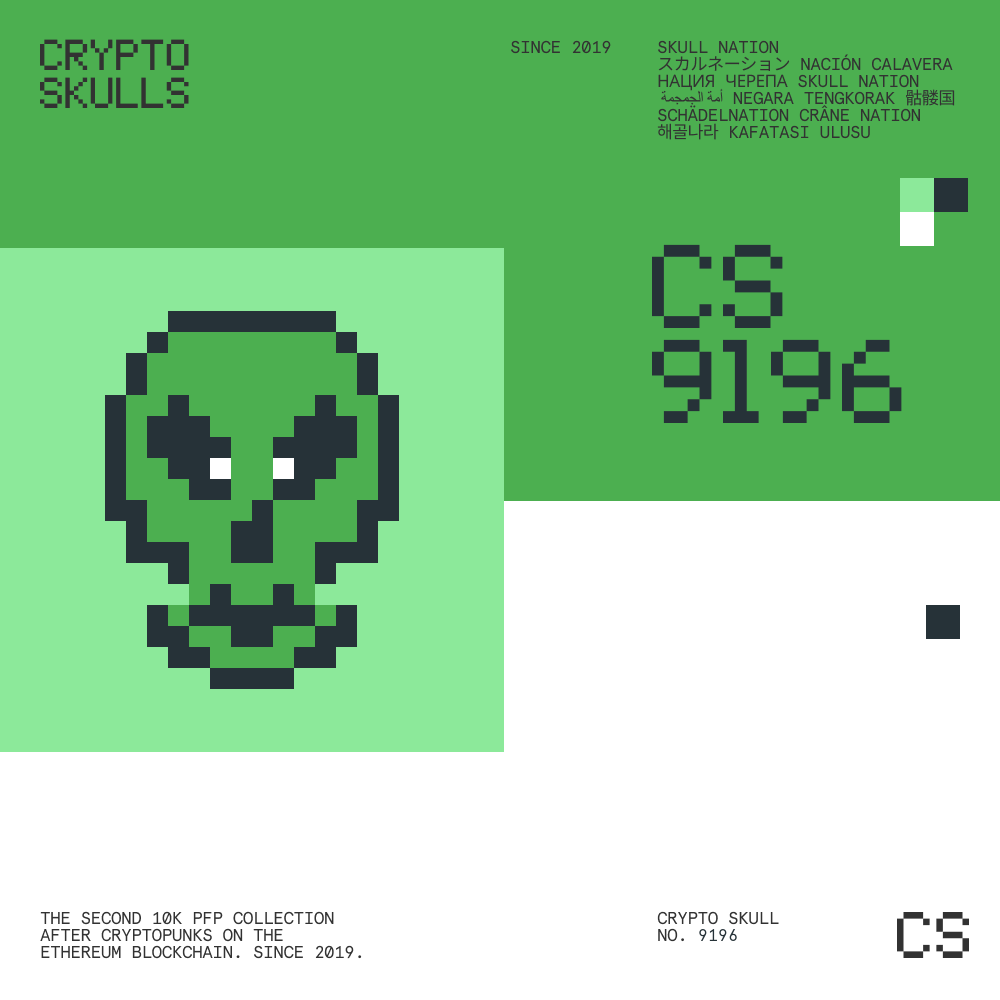 CRYPTO
SKULLS
SINCE 2019
SKULL NATION
スカルネーション NACIÓN CALAVERA
НАЦИЯ ЧЕРЕПА SKULL NATION
أمة الجمجمة NEGARA TENGKORAK 骷髅国
SCHÄDELNATION CRÂNE NATION
해골나라 KAFATASI ULUSU
CS
9196
THE SECOND 10K PFP COLLECTION
AFTER CRYPTOPUNKS ON THE
ETHEREUM BLOCKCHAIN. SINCE 2019.
CRYPTO SKULL
NO. 9196
CS